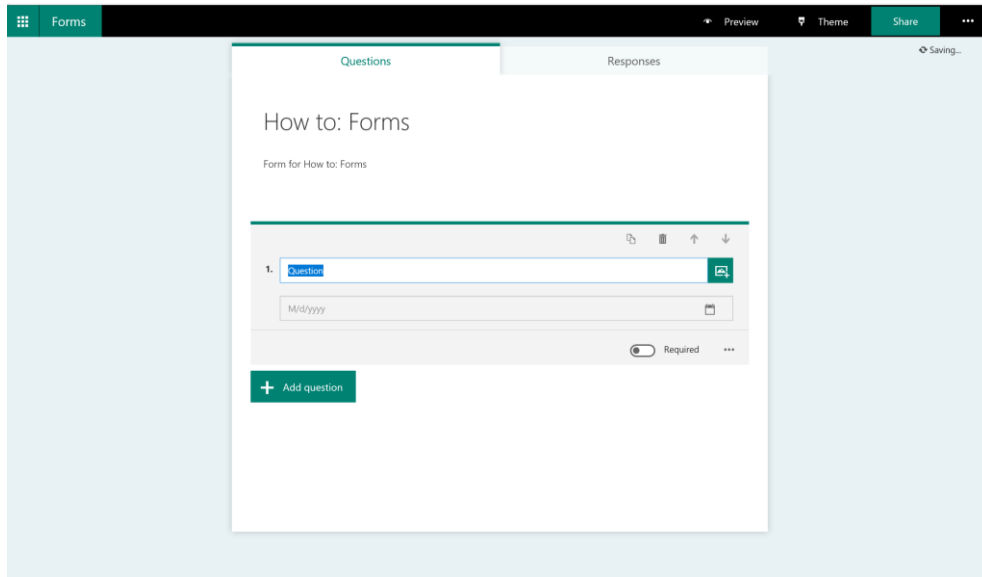 Forms
Preview
Theme
Share
Saving...
Questions
Responses
How to: Forms
Form for How to: Forms
1.
Question
M/d/yyyy
Required
Add question